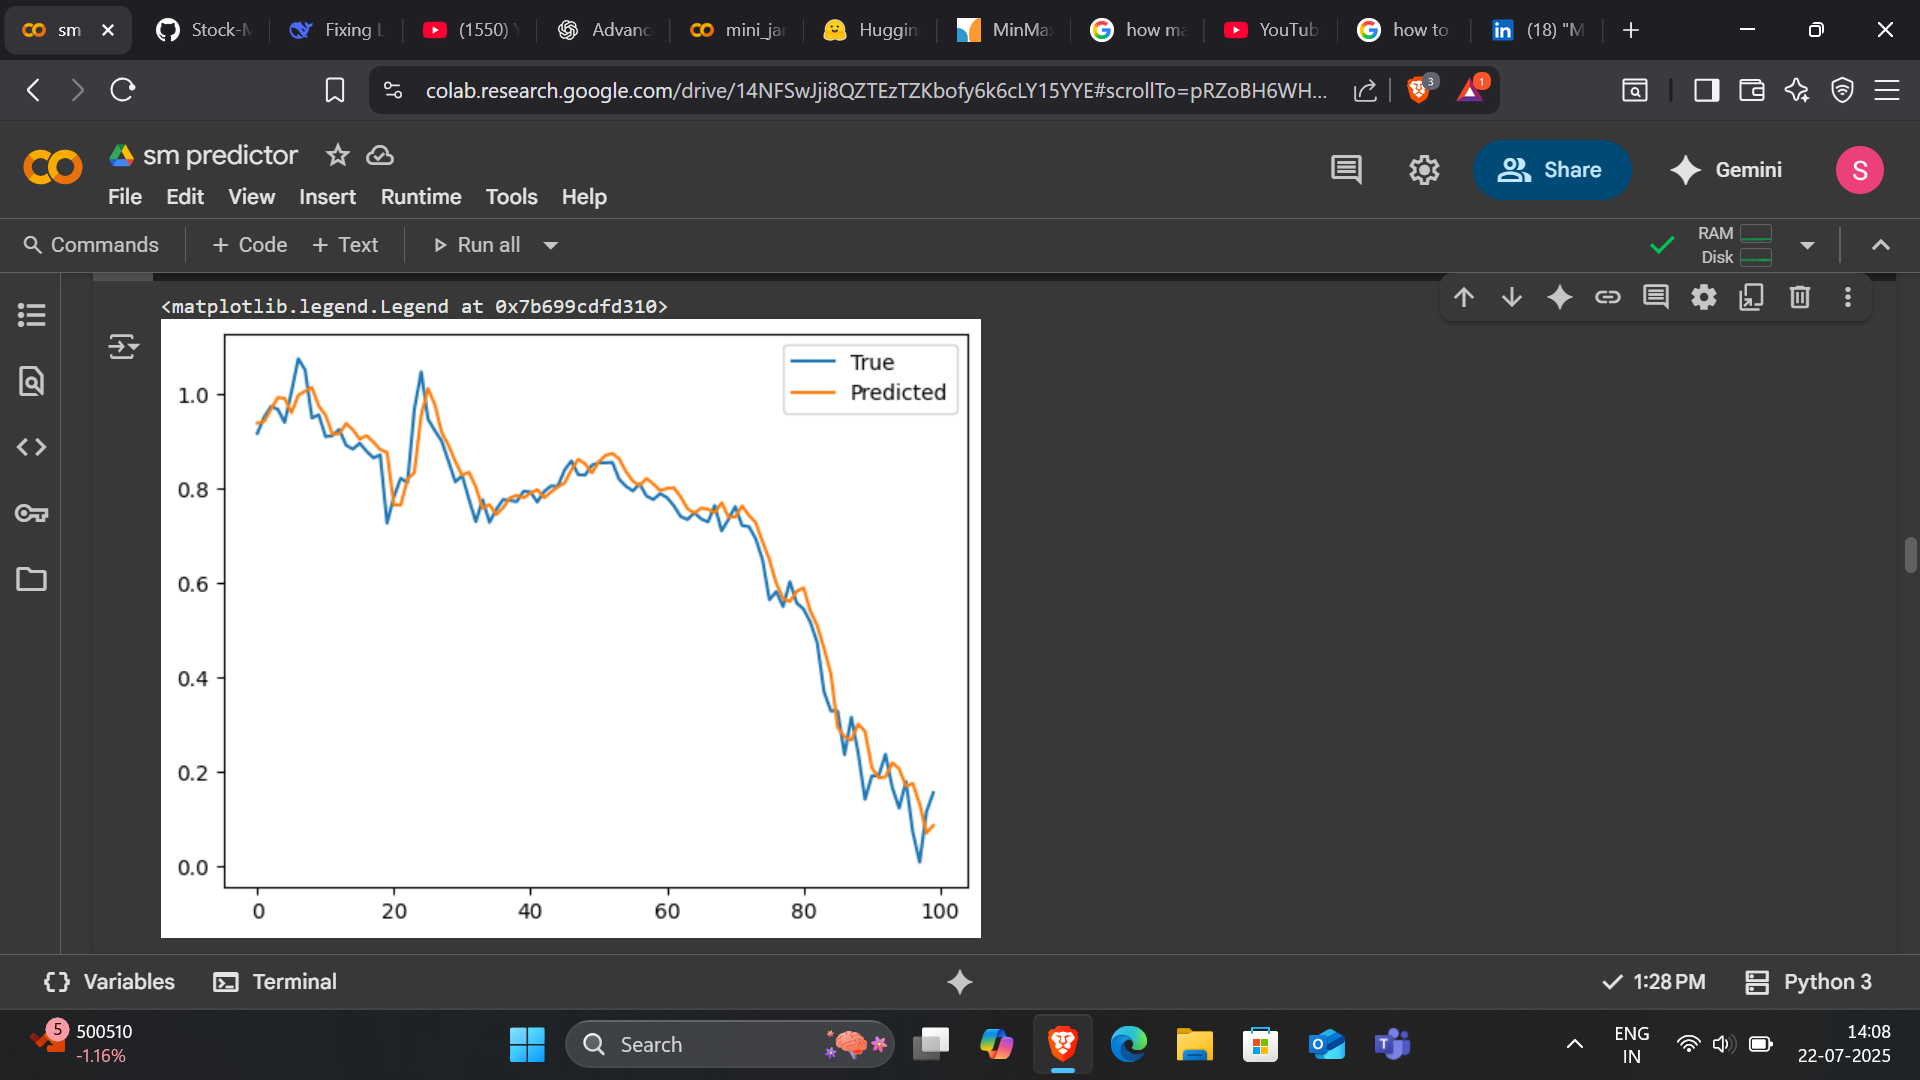 sm
Stock-M
Fixing L
(1550) Y
Advanc
mini_jar
Huggin
MinMax
how ma
YouTub
how to
(18) "M
colab.research.google.com/drive/14NFSwJji8QZTEzTZKbofy6k6cLY15YYE#scrollTo=pRZoBH6WH...
3
1
sm predictor
Share
Gemini
S
File Edit View Insert Runtime Tools Help
Commands
+ Code + Text
Run all
RAM
Disk
<matplotlib.legend.Legend at 0x7b699cdfd310>
True
Predicted
1.0
0.8
0.6
0.4
0.2
0.0
0 20 40 60 80 100
Variables
Terminal
1:28 PM
Python 3
5
500510
-1.16%
Search
ENG
IN
14:08
22-07-2025